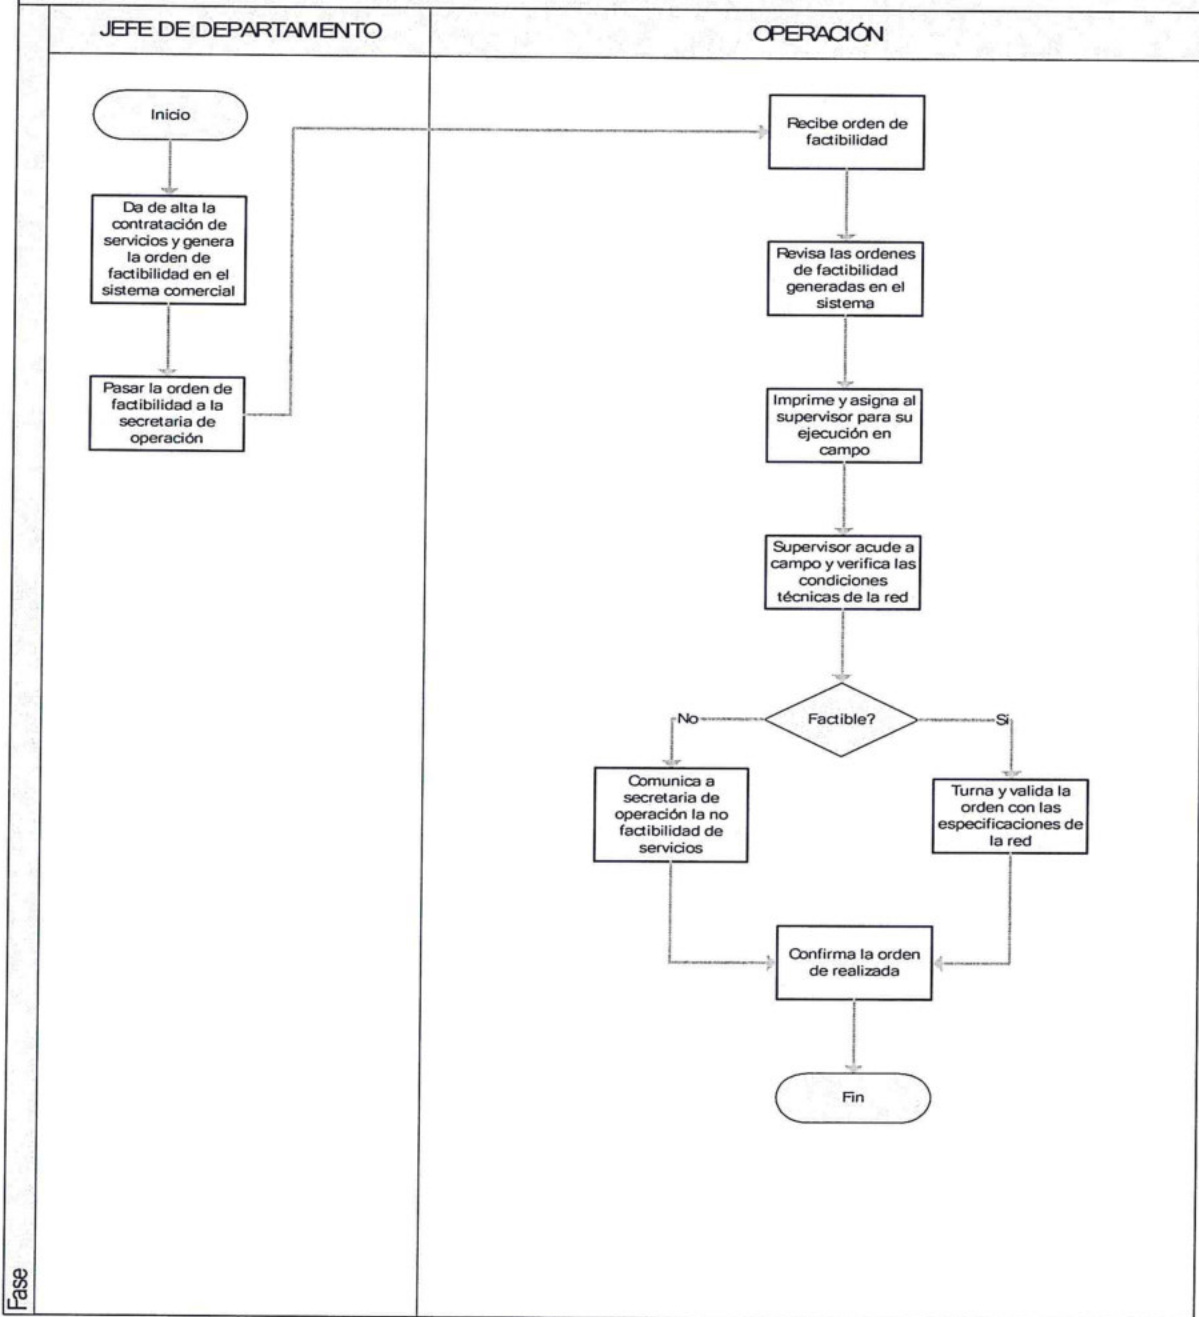 JEFE DE DEPARTAMENTO
OPERACIÓN
Inicio
Da de alta la
contratación de
servicios y genera
la orden de
factibilidad en el
sistema comercial
Pasar la orden de
factibilidad a la
secretaria de
operación
Recibe orden de
factibilidad
Revisa las ordenes
de factibilidad
generadas en el
sistema
Imprime y asigna al
supervisor para su
ejecución en
campo
Supervisor acude a
campo y verifica las
condiciones
técnicas de la red
Factible?
No
Si
Comunica a
secretaria de
operación la no
factibilidad de
servicios
Turna y valida la
orden con las
especificaciones de
la red
Confirma la orden
de realizada
Fin
Fase